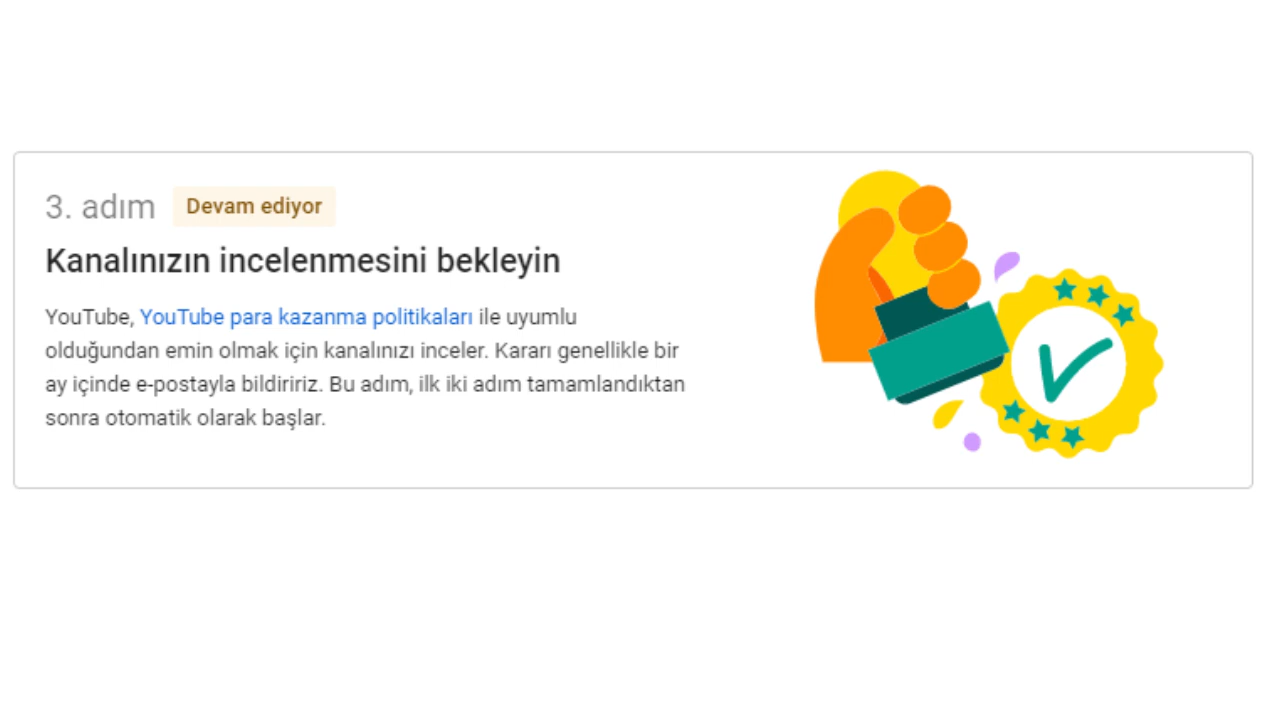 3. adım Devam ediyor
Kanalınızın incelenmesini bekleyin
YouTube, YouTube para kazanma politikaları ile uyumlu
olduğundan emin olmak için kanalınızı inceler. Kararı genellikle bir
ay içinde e-postayla bildiririz. Bu adım, ilk iki adım tamamlandıktan
sonra otomatik olarak başlar.